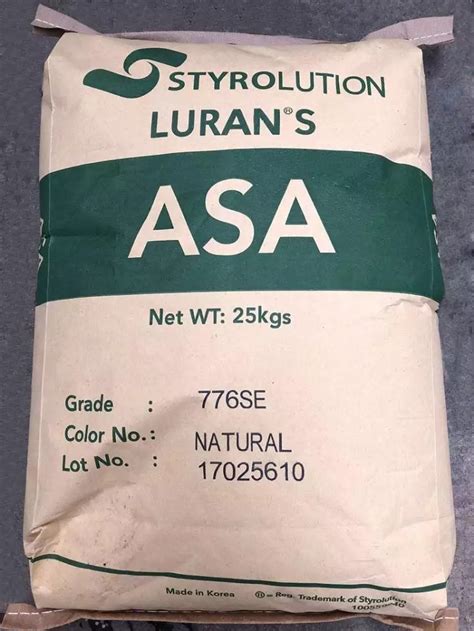 STYROLUTION
LURAN®S
ASA
Net WT: 25kgs
Grade : 776SE
Color No.: NATURAL
Lot No. : 17025610
Made in Korea ® = Reg. Trademark of Styrolution